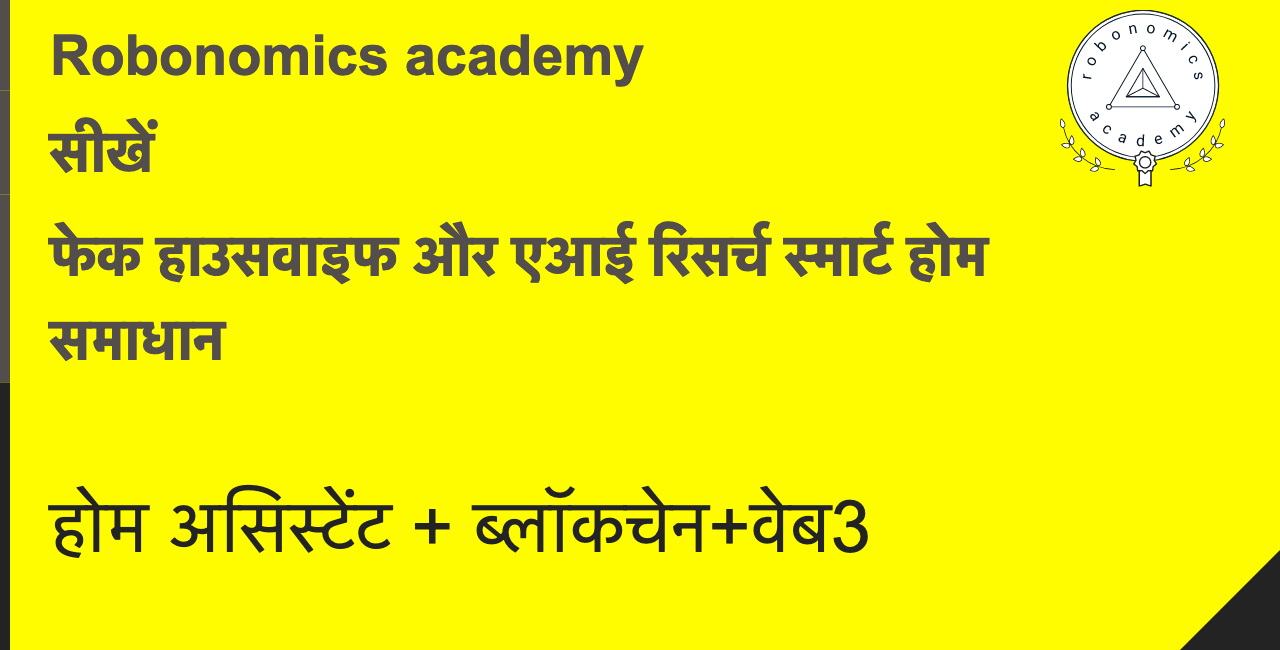 Robonomics academy
सीखें
फेक हाउसवाइफ और एआई रिसर्च स्मार्ट होम
समाधान
होम असिस्टेंट + ब्लॉकचेन+वेब3
robonomics
academy